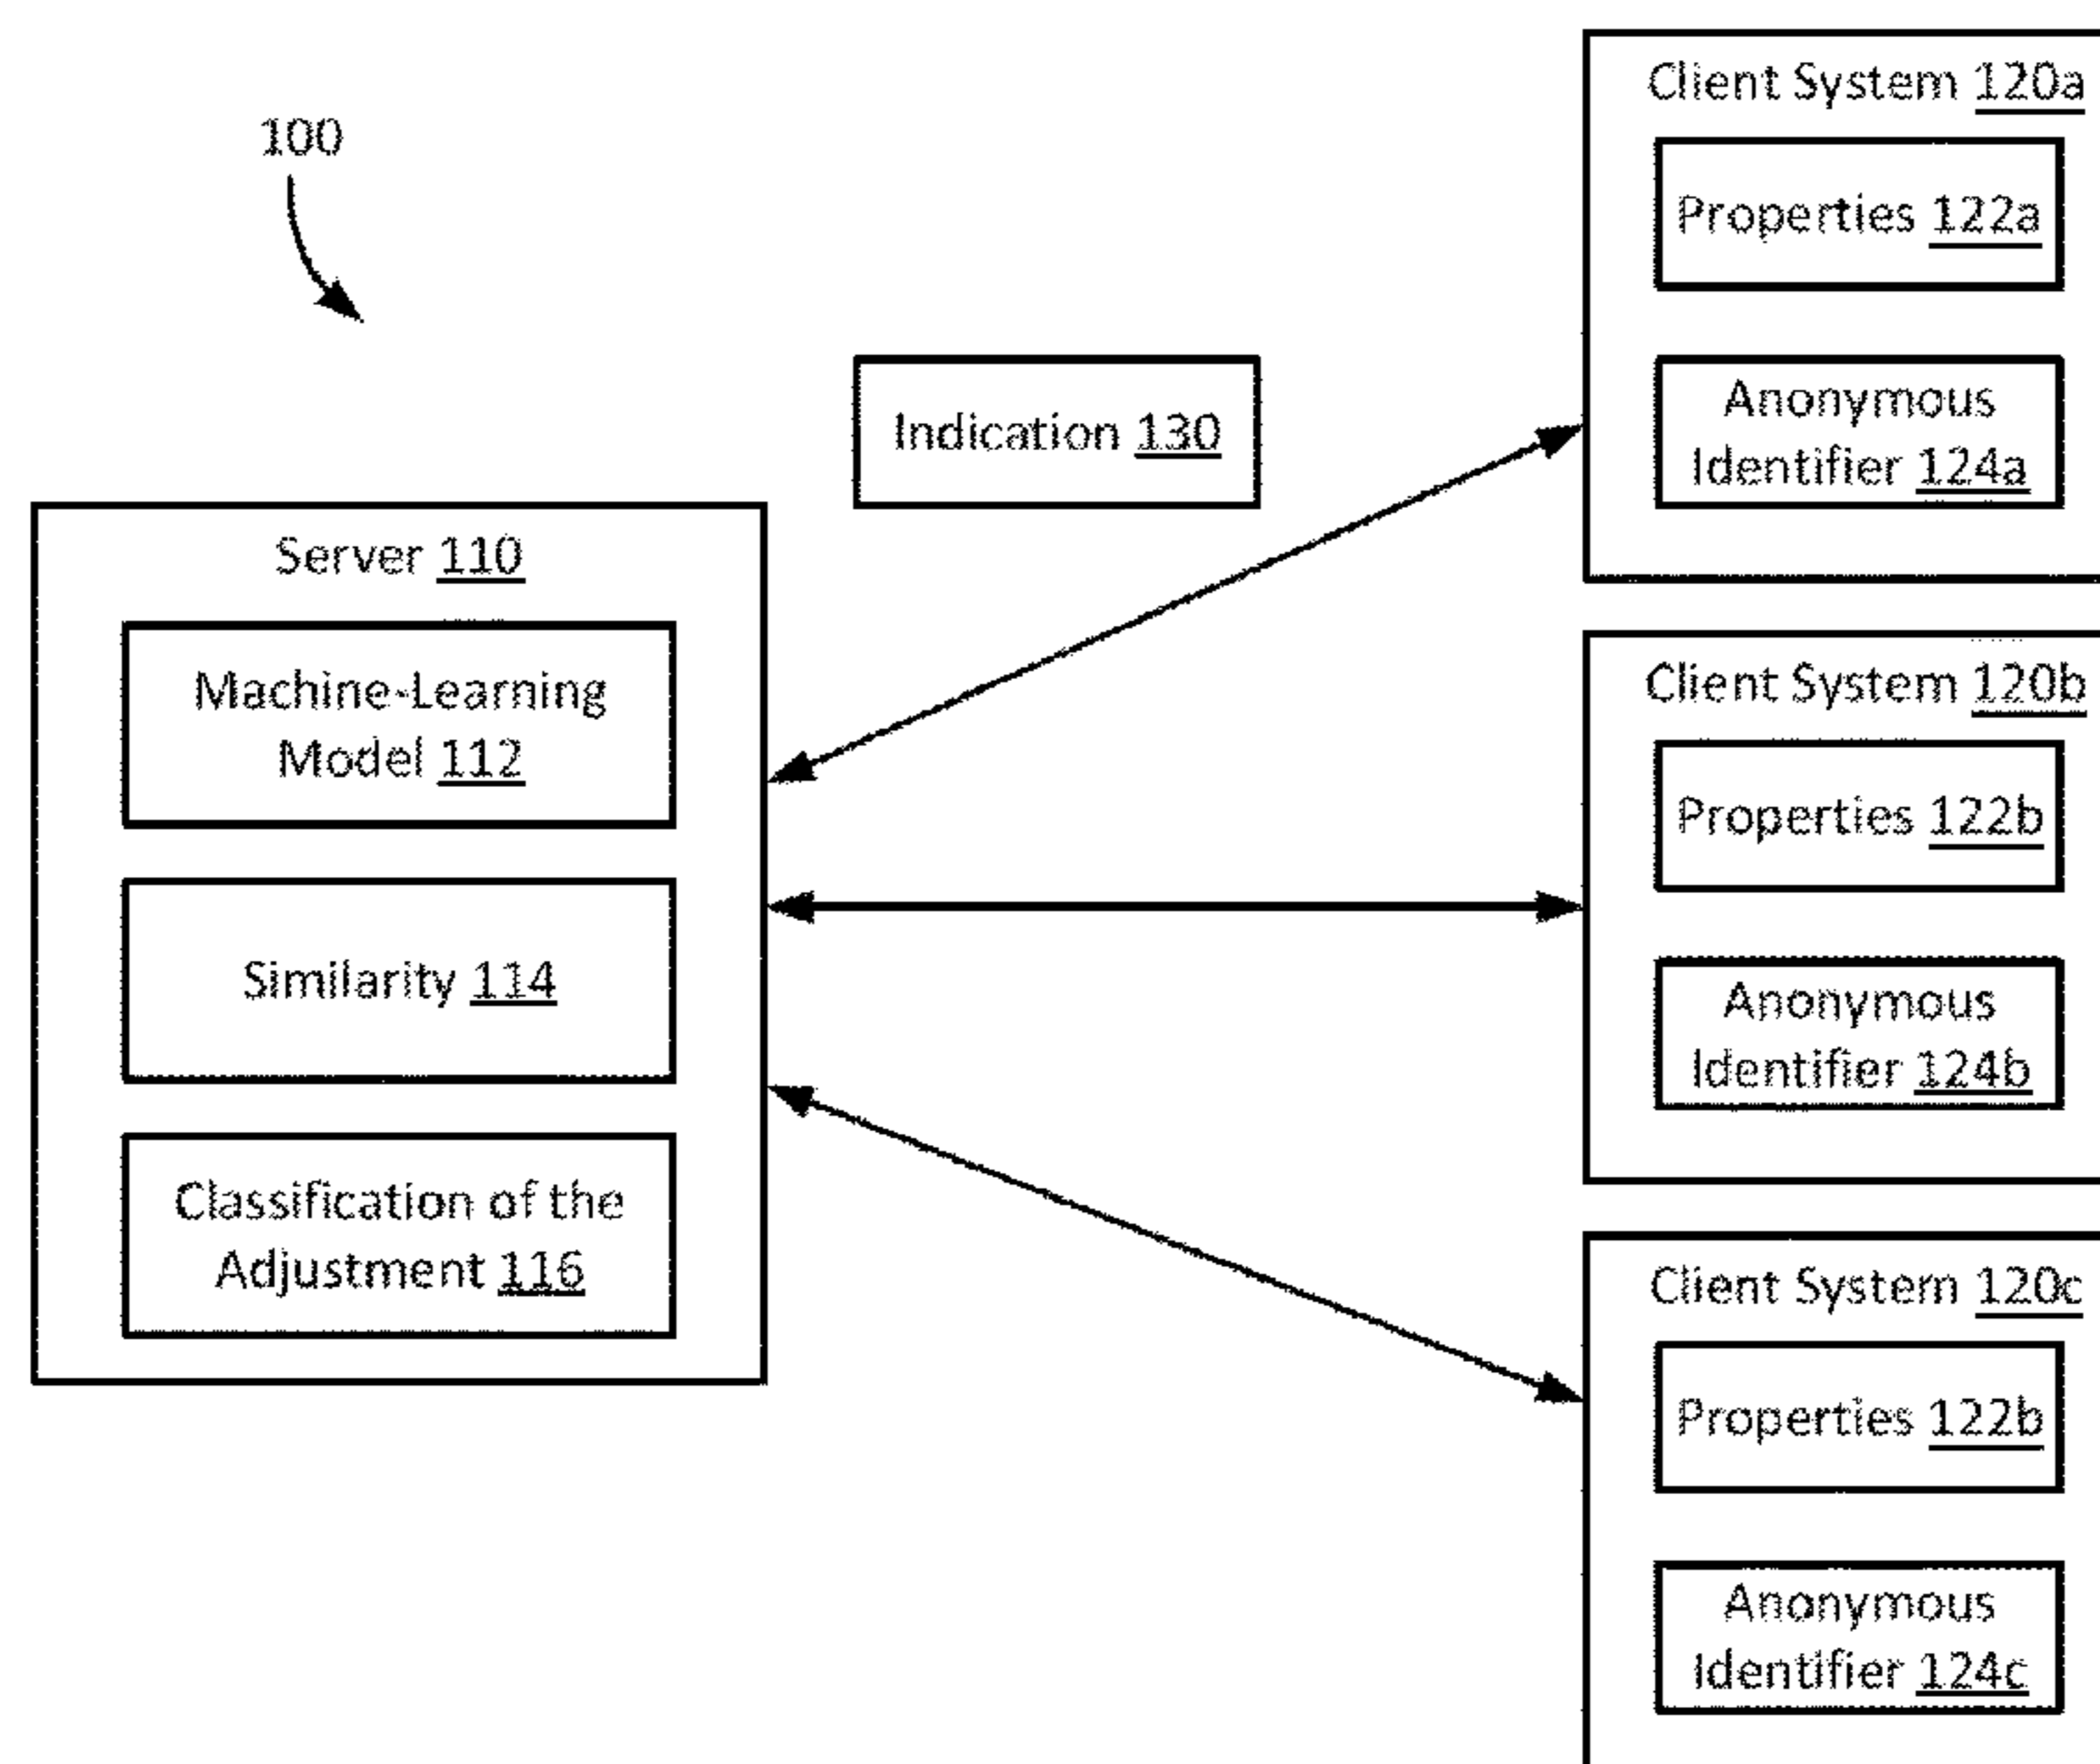 100
Indication 130
Server 110
Machine-Learning
Model 112
Similarity 114
Classification of the
Adjustment 116
Client System 120a
Properties 122a
Anonymous
Identifier 124a
Client System 120b
Properties 122b
Anonymous
Identifier 124b
Client System 120c
Properties 122b
Anonymous
Identifier 124c